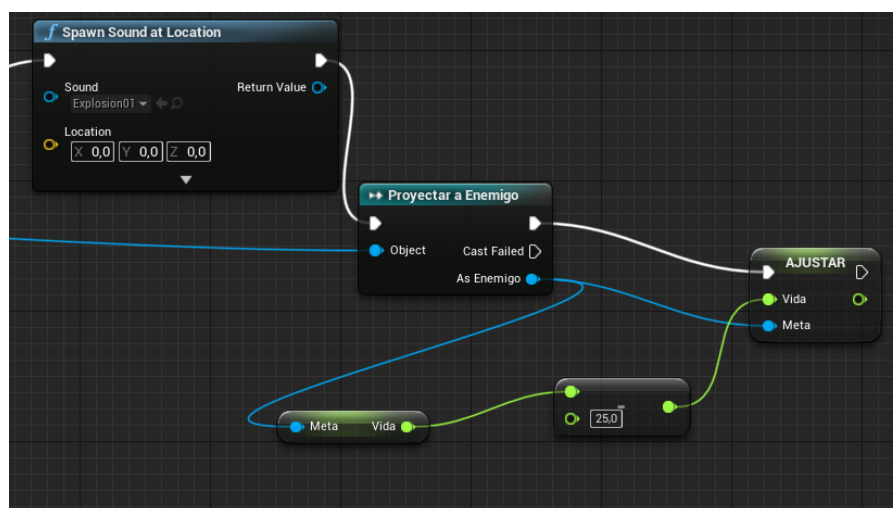 f Spawn Sound at Location
Sound
Return Value
Explosion01
Location
X 0,0 Y 0,0 Z 0,0
Proyectar a Enemigo
Object
Cast Failed
As Enemigo
AJUSTAR
Vida
Meta
-
25,0
Meta
Vida